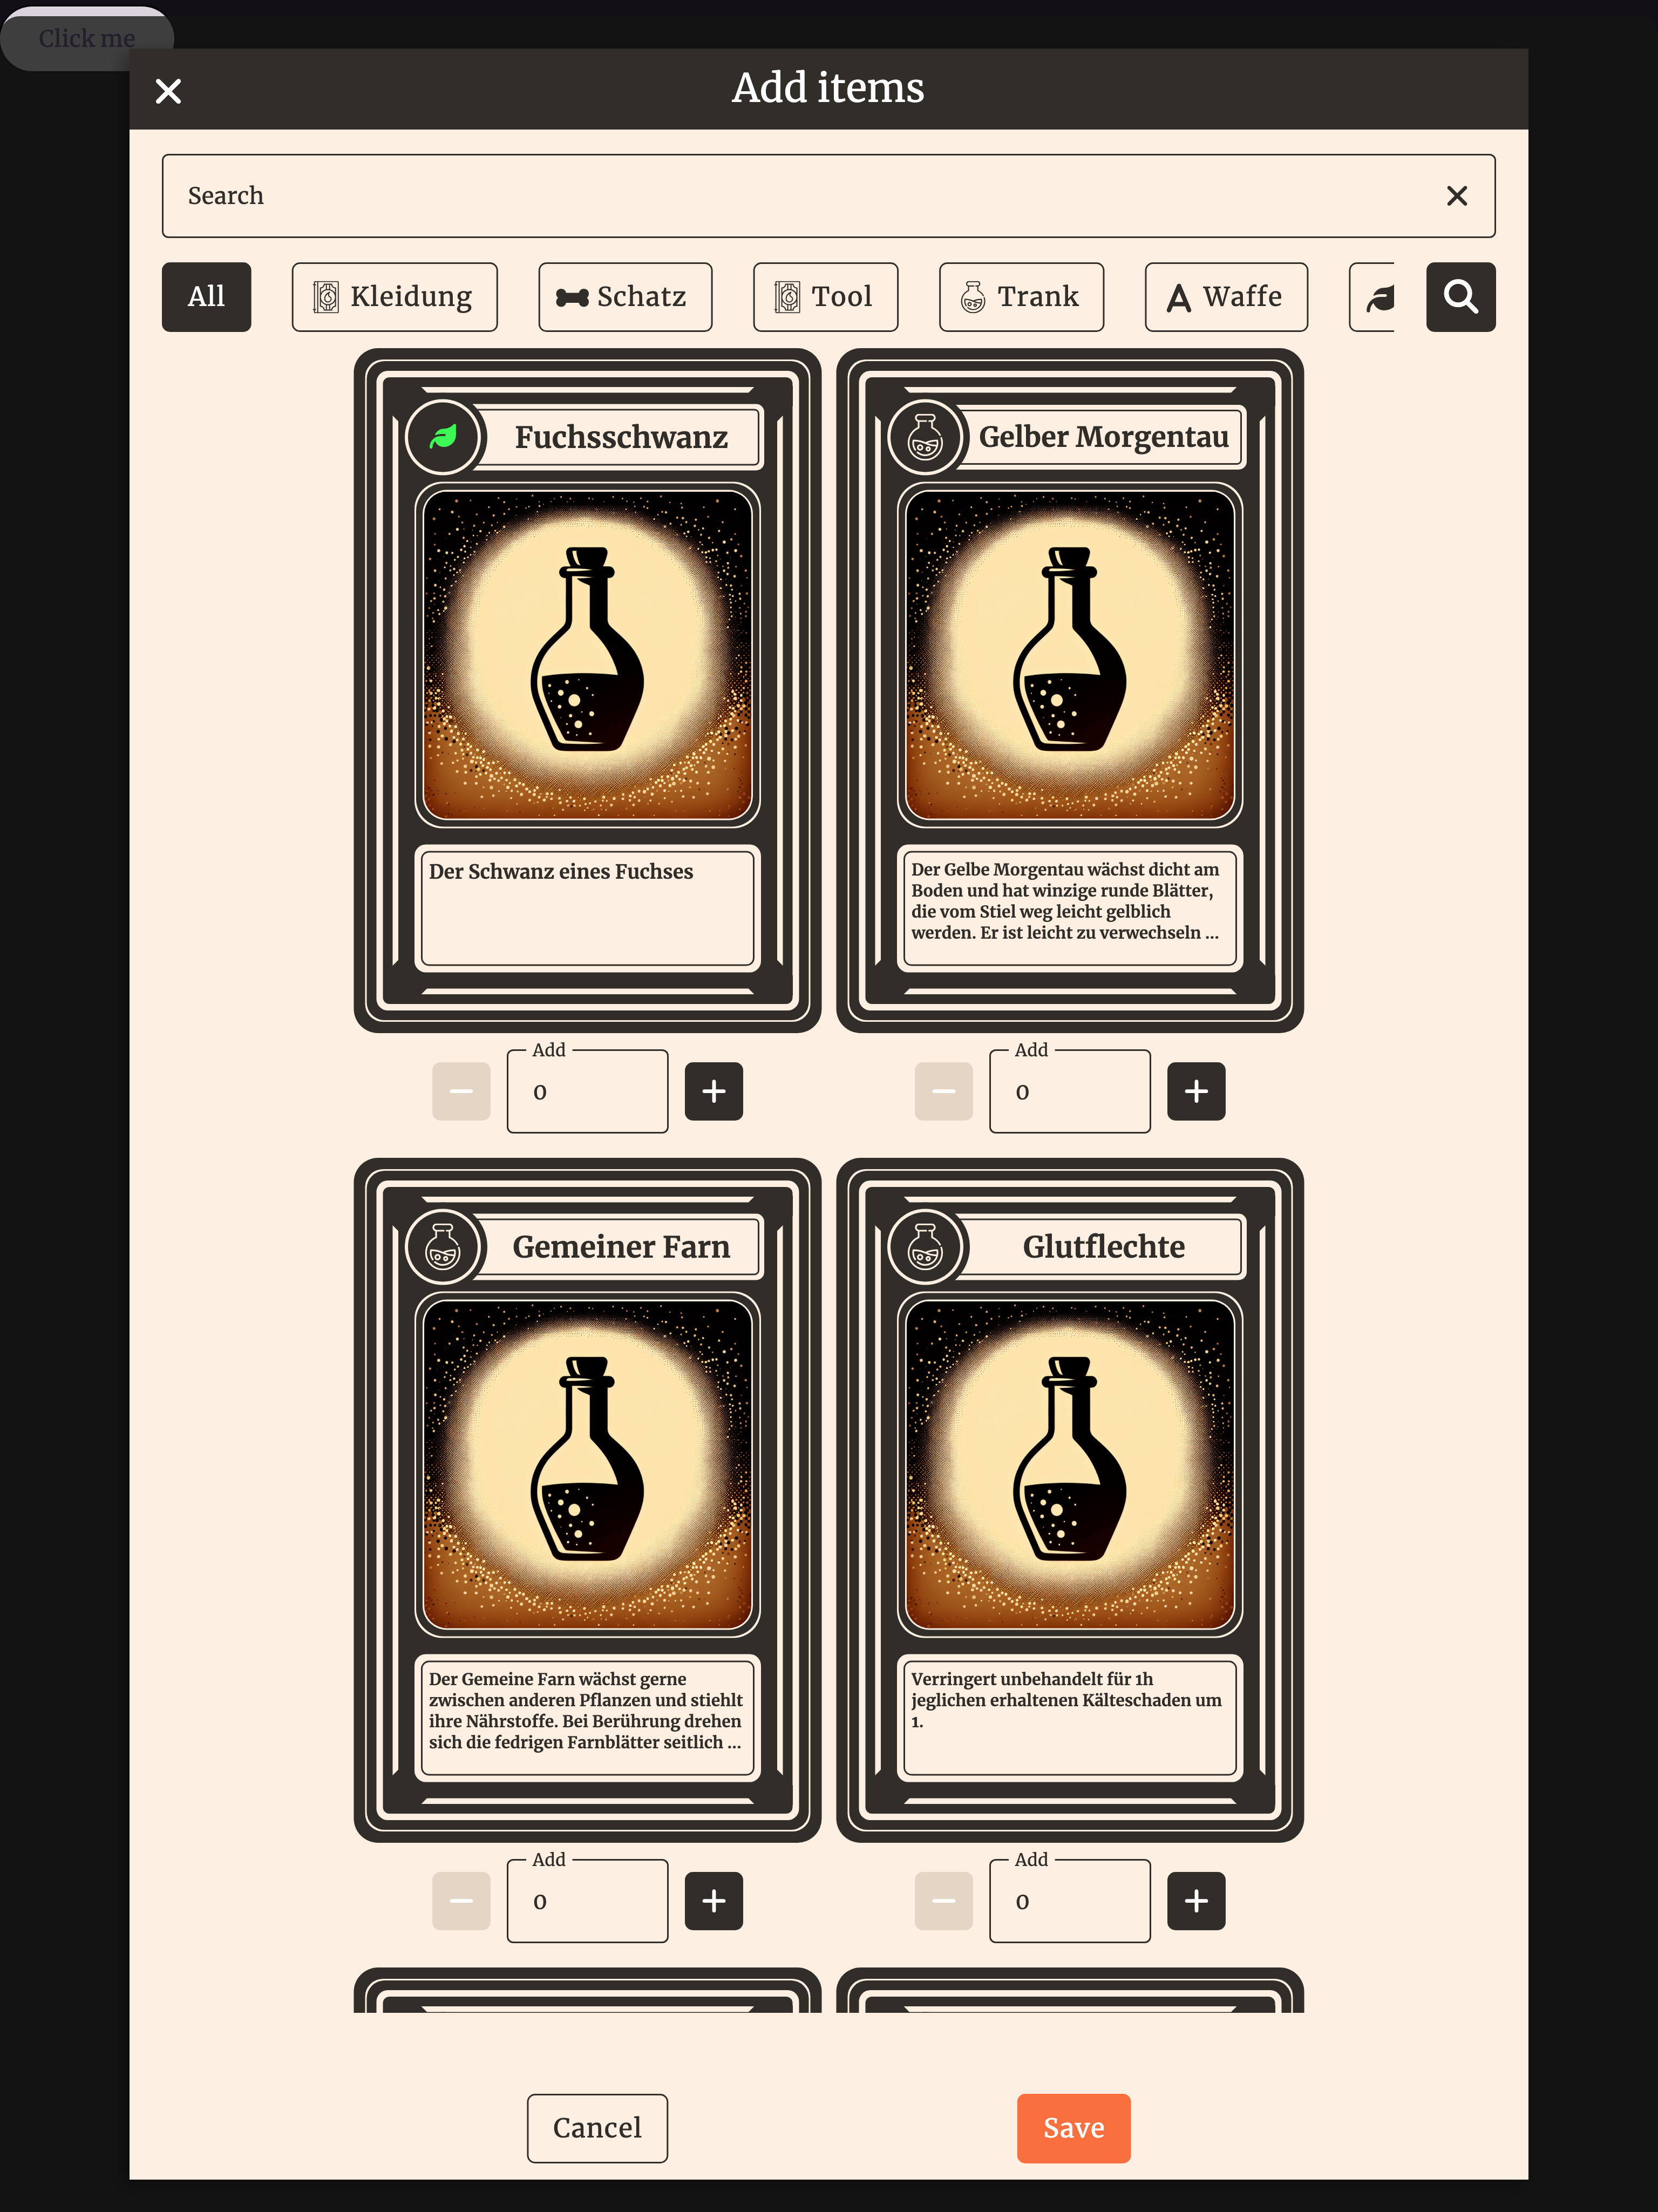 Click me
Add items
Search
All
Kleidung
Schatz
Tool
Trank
Waffe
Fuchsschwanz
Gelber Morgentau
Der Schwanz eines Fuchses
Der Gelbe Morgentau wächst dicht am
Boden und hat winzige runde Blätter,
die vom Stiel weg leicht gelblich
werden. Er ist leicht zu verwechseln ...
Add
0
Add
0
Gemeiner Farn
Glutflechte
Der Gemeine Farn wächst gerne
zwischen anderen Pflanzen und stiehlt
ihre Nährstoffe. Bei Berührung drehen
sich die fedrigen Farnblätter seitlich ...
Verringert unbehandelt für 1h
jeglichen erhaltenen Kälteschaden um
1.
Add
0
Add
0
Cancel
Save